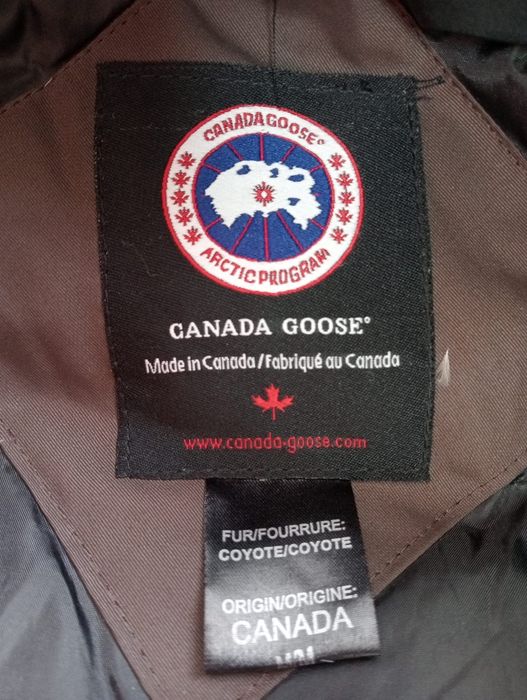 CANADA GOOSE®
ARCTIC PROGRAM
CANADA GOOSE®
Made in Canada/Fabriqué au Canada
www.canada-goose.com
FUR/FOURRURE:
COYOTE/COYOTE
ORIGIN/ORIGINE:
CANADA